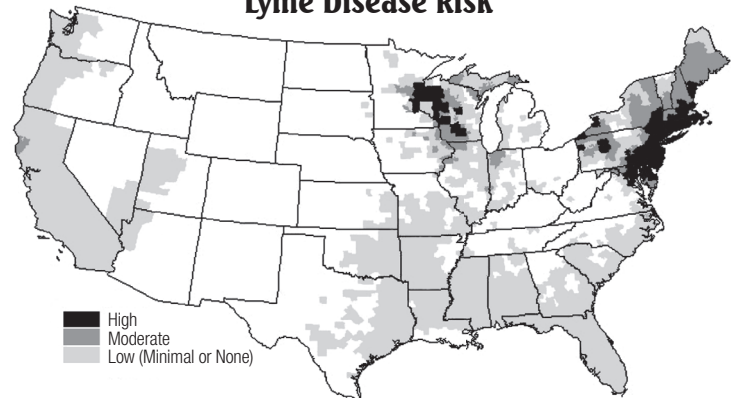 Lyme Disease Risk
High
Moderate
Low (Minimal or None)